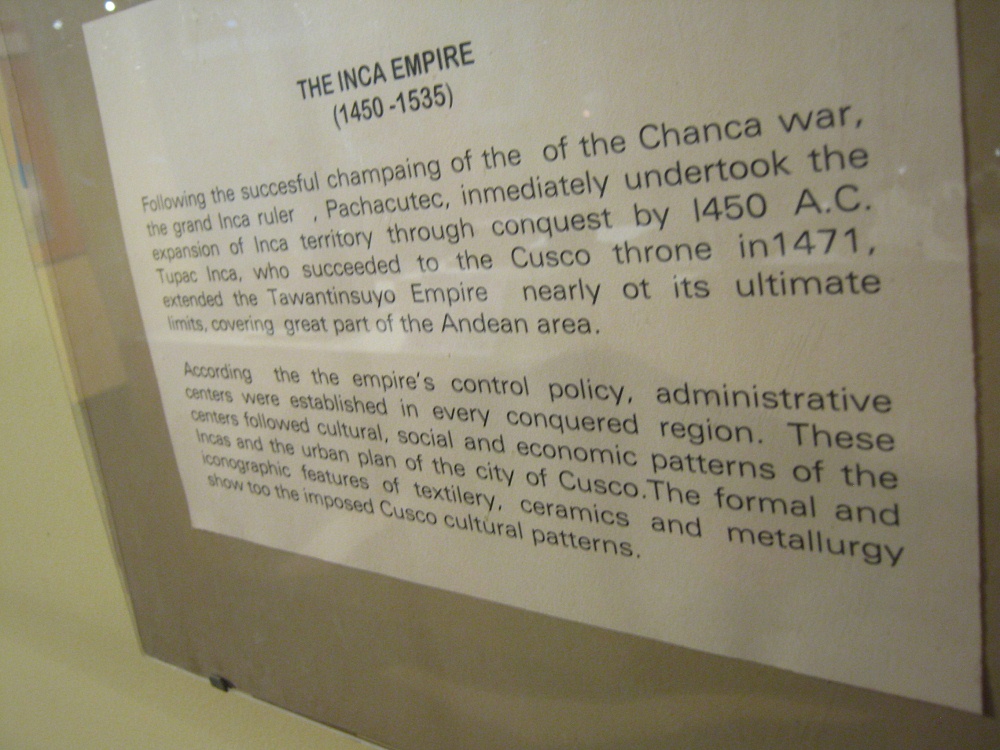 THE INCA EMPIRE
(1450 -1535)
Following the succesful champaing of the of the Chanca war,
the grand Inca ruler , Pachacutec, inmediately undertook the
expansion of Inca territory through conquest by I450 A.C.
Tupac Inca, who succeeded to the Cusco throne in1471,
extended the Tawantinsuyo Empire nearly ot its ultimate
limits, covering great part of the Andean area.
According the the empire's control policy, administrative
centers were established in every conquered region. These
centers followed cultural, social and economic patterns of the
Incas and the urban plan of the city of Cusco.The formal and
iconographic features of textilery, ceramics and metallurgy
show too the imposed Cusco cultural patterns.